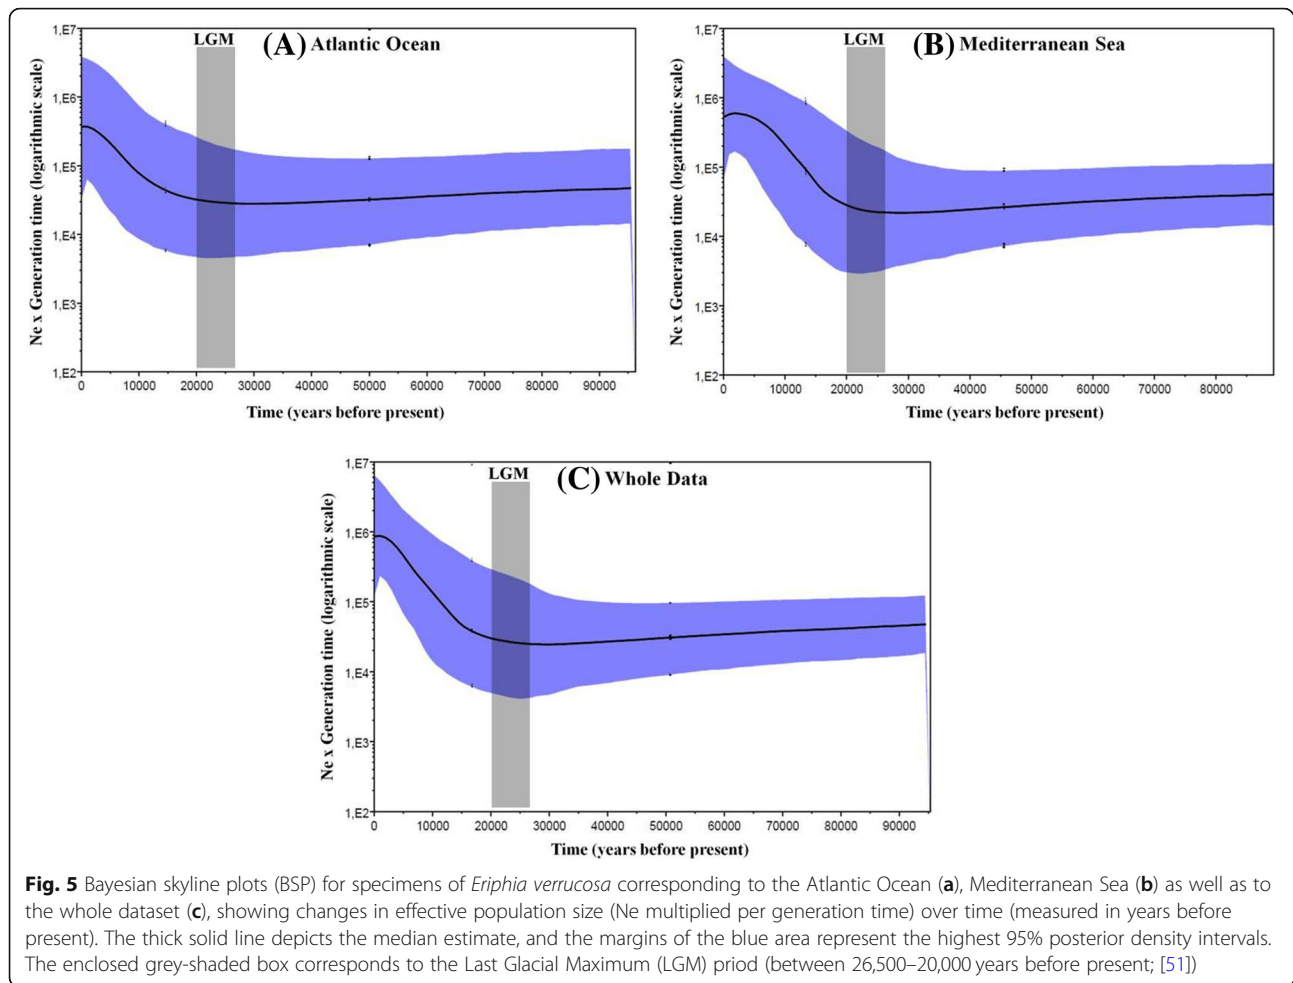 (A) Atlantic Ocean
LGM
Ne x Generation time (logarithmic scale)
1,E7
1,E6
1,E5
1,E4
1,E3
1,E2
0 10000 20000 30000 40000 50000 60000 70000 80000 90000
Time (years before present)
(B) Mediterranean Sea
LGM
Ne x Generation time (logarithmic scale)
1,E7
1,E6
1,E5
1,E4
1,E3
1,E2
0 10000 20000 30000 40000 50000 60000 70000 80000
Time (years before present)
(C) Whole Data
LGM
Ne x Generation time (logarithmic scale)
1,E7
1,E6
1,E5
1,E4
1,E3
1,E2
0 10000 20000 30000 40000 50000 60000 70000 80000 90000
Time (years before present)
Fig. 5 Bayesian skyline plots (BSP) for specimens of Eriphia verrucosa corresponding to the Atlantic Ocean (a), Mediterranean Sea (b) as well as to
the whole dataset (c), showing changes in effective population size (Ne multiplied per generation time) over time (measured in years before
present). The thick solid line depicts the median estimate, and the margins of the blue area represent the highest 95% posterior density intervals.
The enclosed grey-shaded box corresponds to the Last Glacial Maximum (LGM) priod (between 26,500–20,000 years before present; [51])